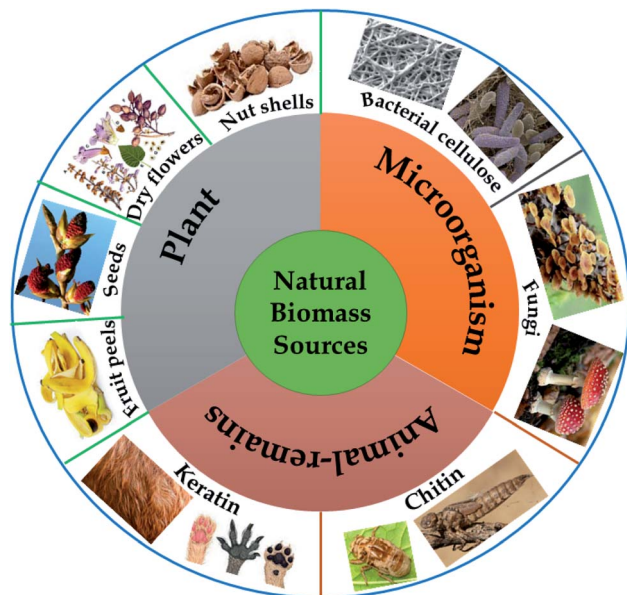 Natural
Biomass
Sources
Plant
Microorganism
Animal-remains
Nut shells
Dry flowers
Seeds
Fruit peels
Bacterial cellulose
Fungi
Chitin
Keratin